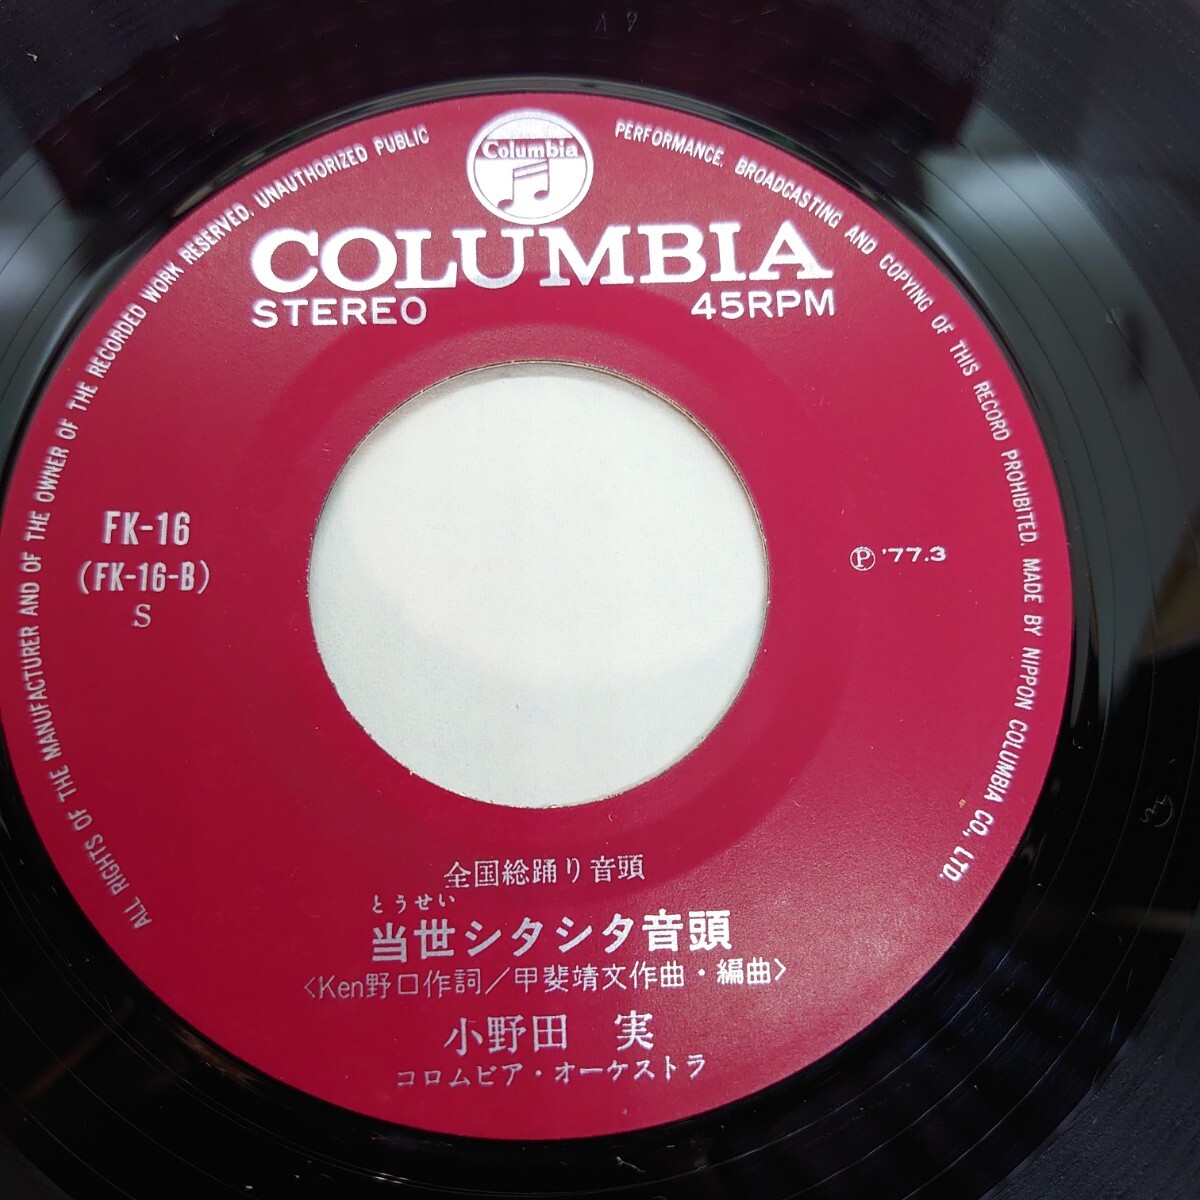 Columbia
COLUMBIA
STEREO 45RPM
ALL RIGHTS OF THE MANUFACTURER AND OF THE OWNER OF THE RECORDED WORK RESERVED. UNAUTHORIZED PUBLIC PERFORMANCE. BROADCASTING AND COPYING OF THIS RECORD PROHIBITED. MADE BY NIPPON COLUMBIA CO., LTD.
FK-16
(FK-16-B)
S
Ⓟ '77.3
全国総踊り音頭
とうせい
当世シタシタ音頭
〈Ken野口作詞/甲斐靖文作曲・編曲〉
小野田 実
コロムビア・オーケストラ